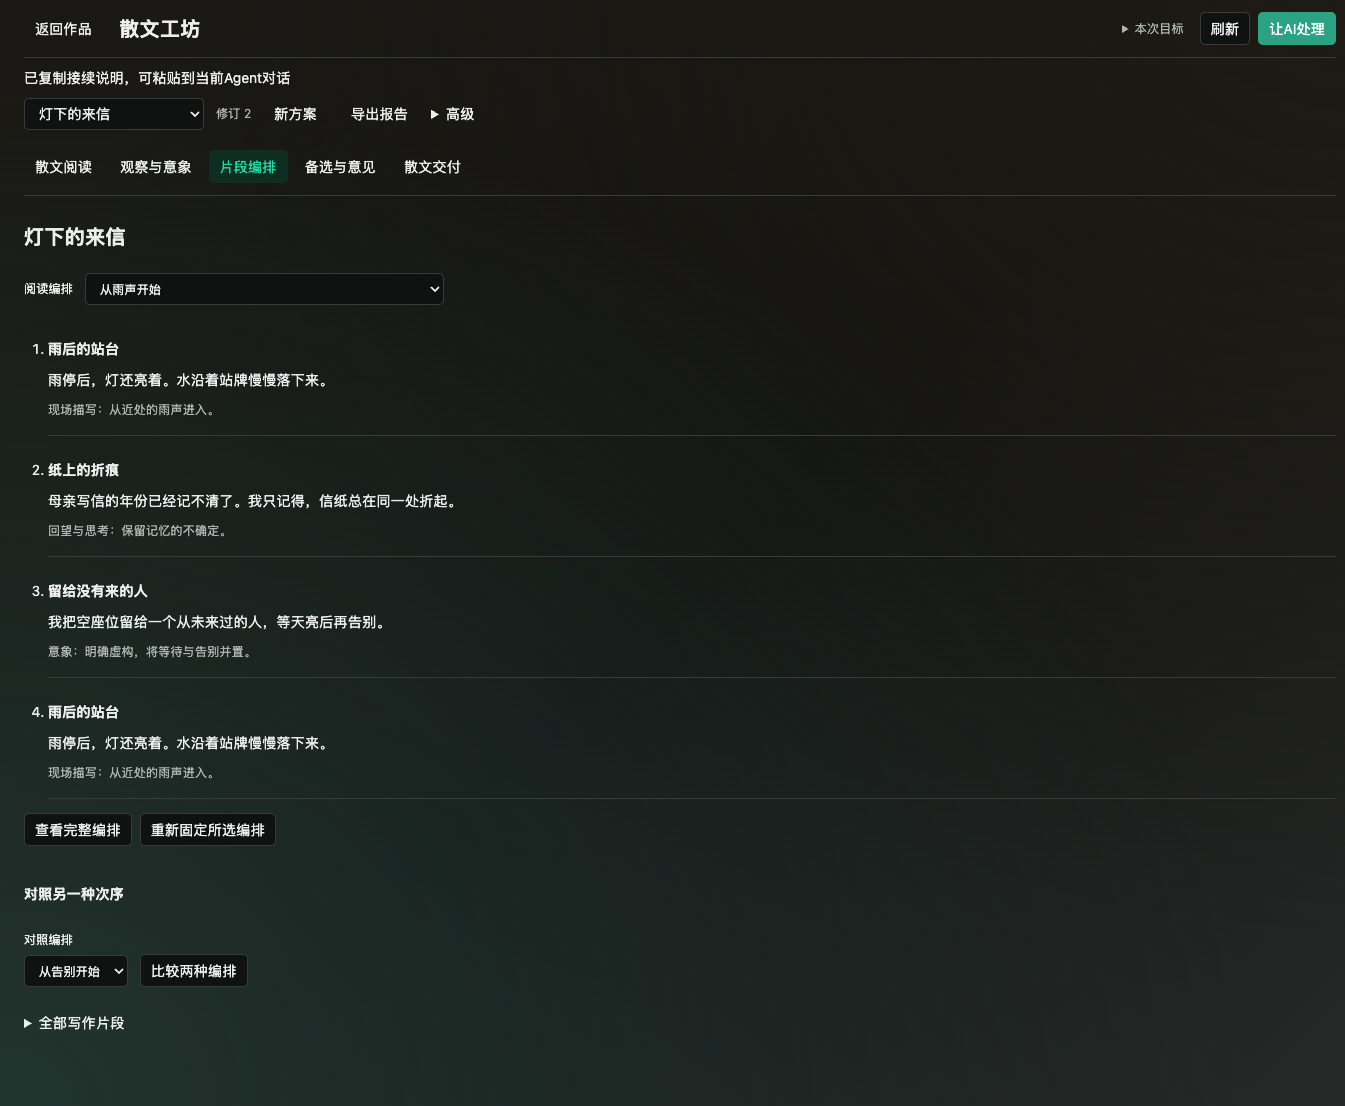 返回作品 散文工坊 ▶ 本次目标 刷新 让AI处理
已复制接续说明，可粘贴到当前Agent对话
灯下的来信 修订 2 新方案 导出报告 ▶ 高级
散文阅读 观察与意象 片段编排 备选与意见 散文交付
灯下的来信
阅读编排 从雨声开始
1. 雨后的站台
雨停后，灯还亮着。水沿着站牌慢慢落下来。
现场描写：从近处的雨声进入。
2. 纸上的折痕
母亲写信的年份已经记不清了。我只记得，信纸总在同一处折起。
回望与思考：保留记忆的不确定。
3. 留给没有来的人
我把空座位留给一个从未来过的人，等天亮后再告别。
意象：明确虚构，将等待与告别并置。
4. 雨后的站台
雨停后，灯还亮着。水沿着站牌慢慢落下来。
现场描写：从近处的雨声进入。
查看完整编排 重新固定所选编排
对照另一种次序
对照编排
从告别开始 比较两种编排
▶ 全部写作片段